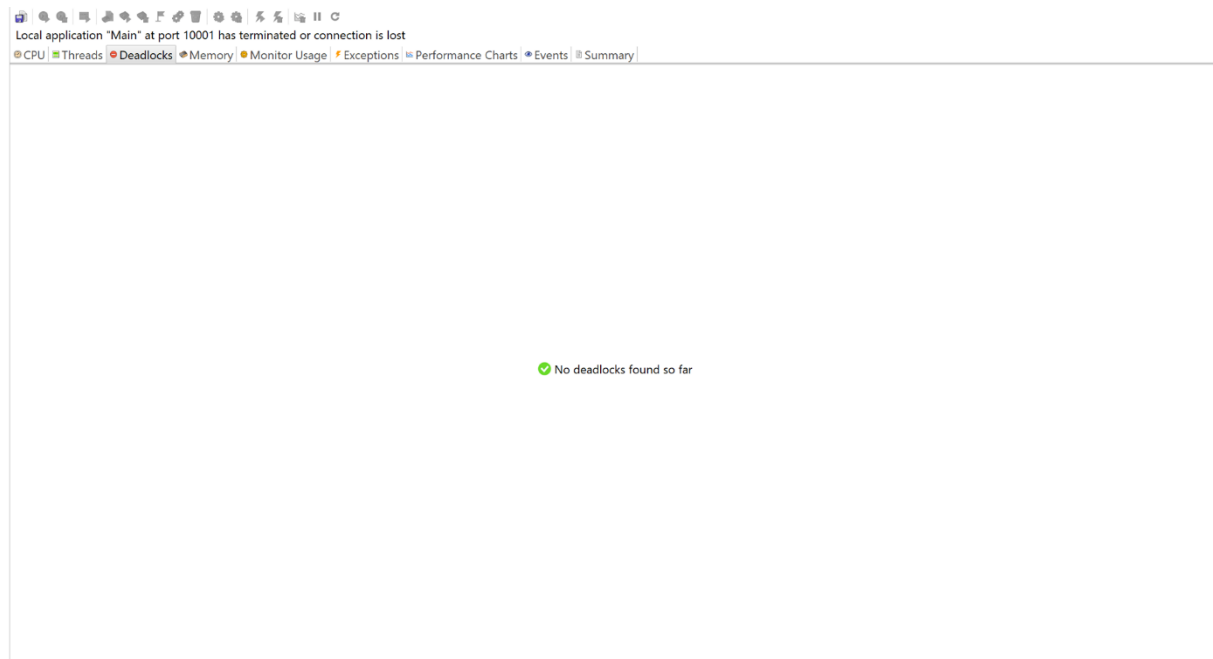 Local application "Main" at port 10001 has terminated or connection is lost
CPU Threads Deadlocks Memory Monitor Usage Exceptions Performance Charts Events Summary
No deadlocks found so far